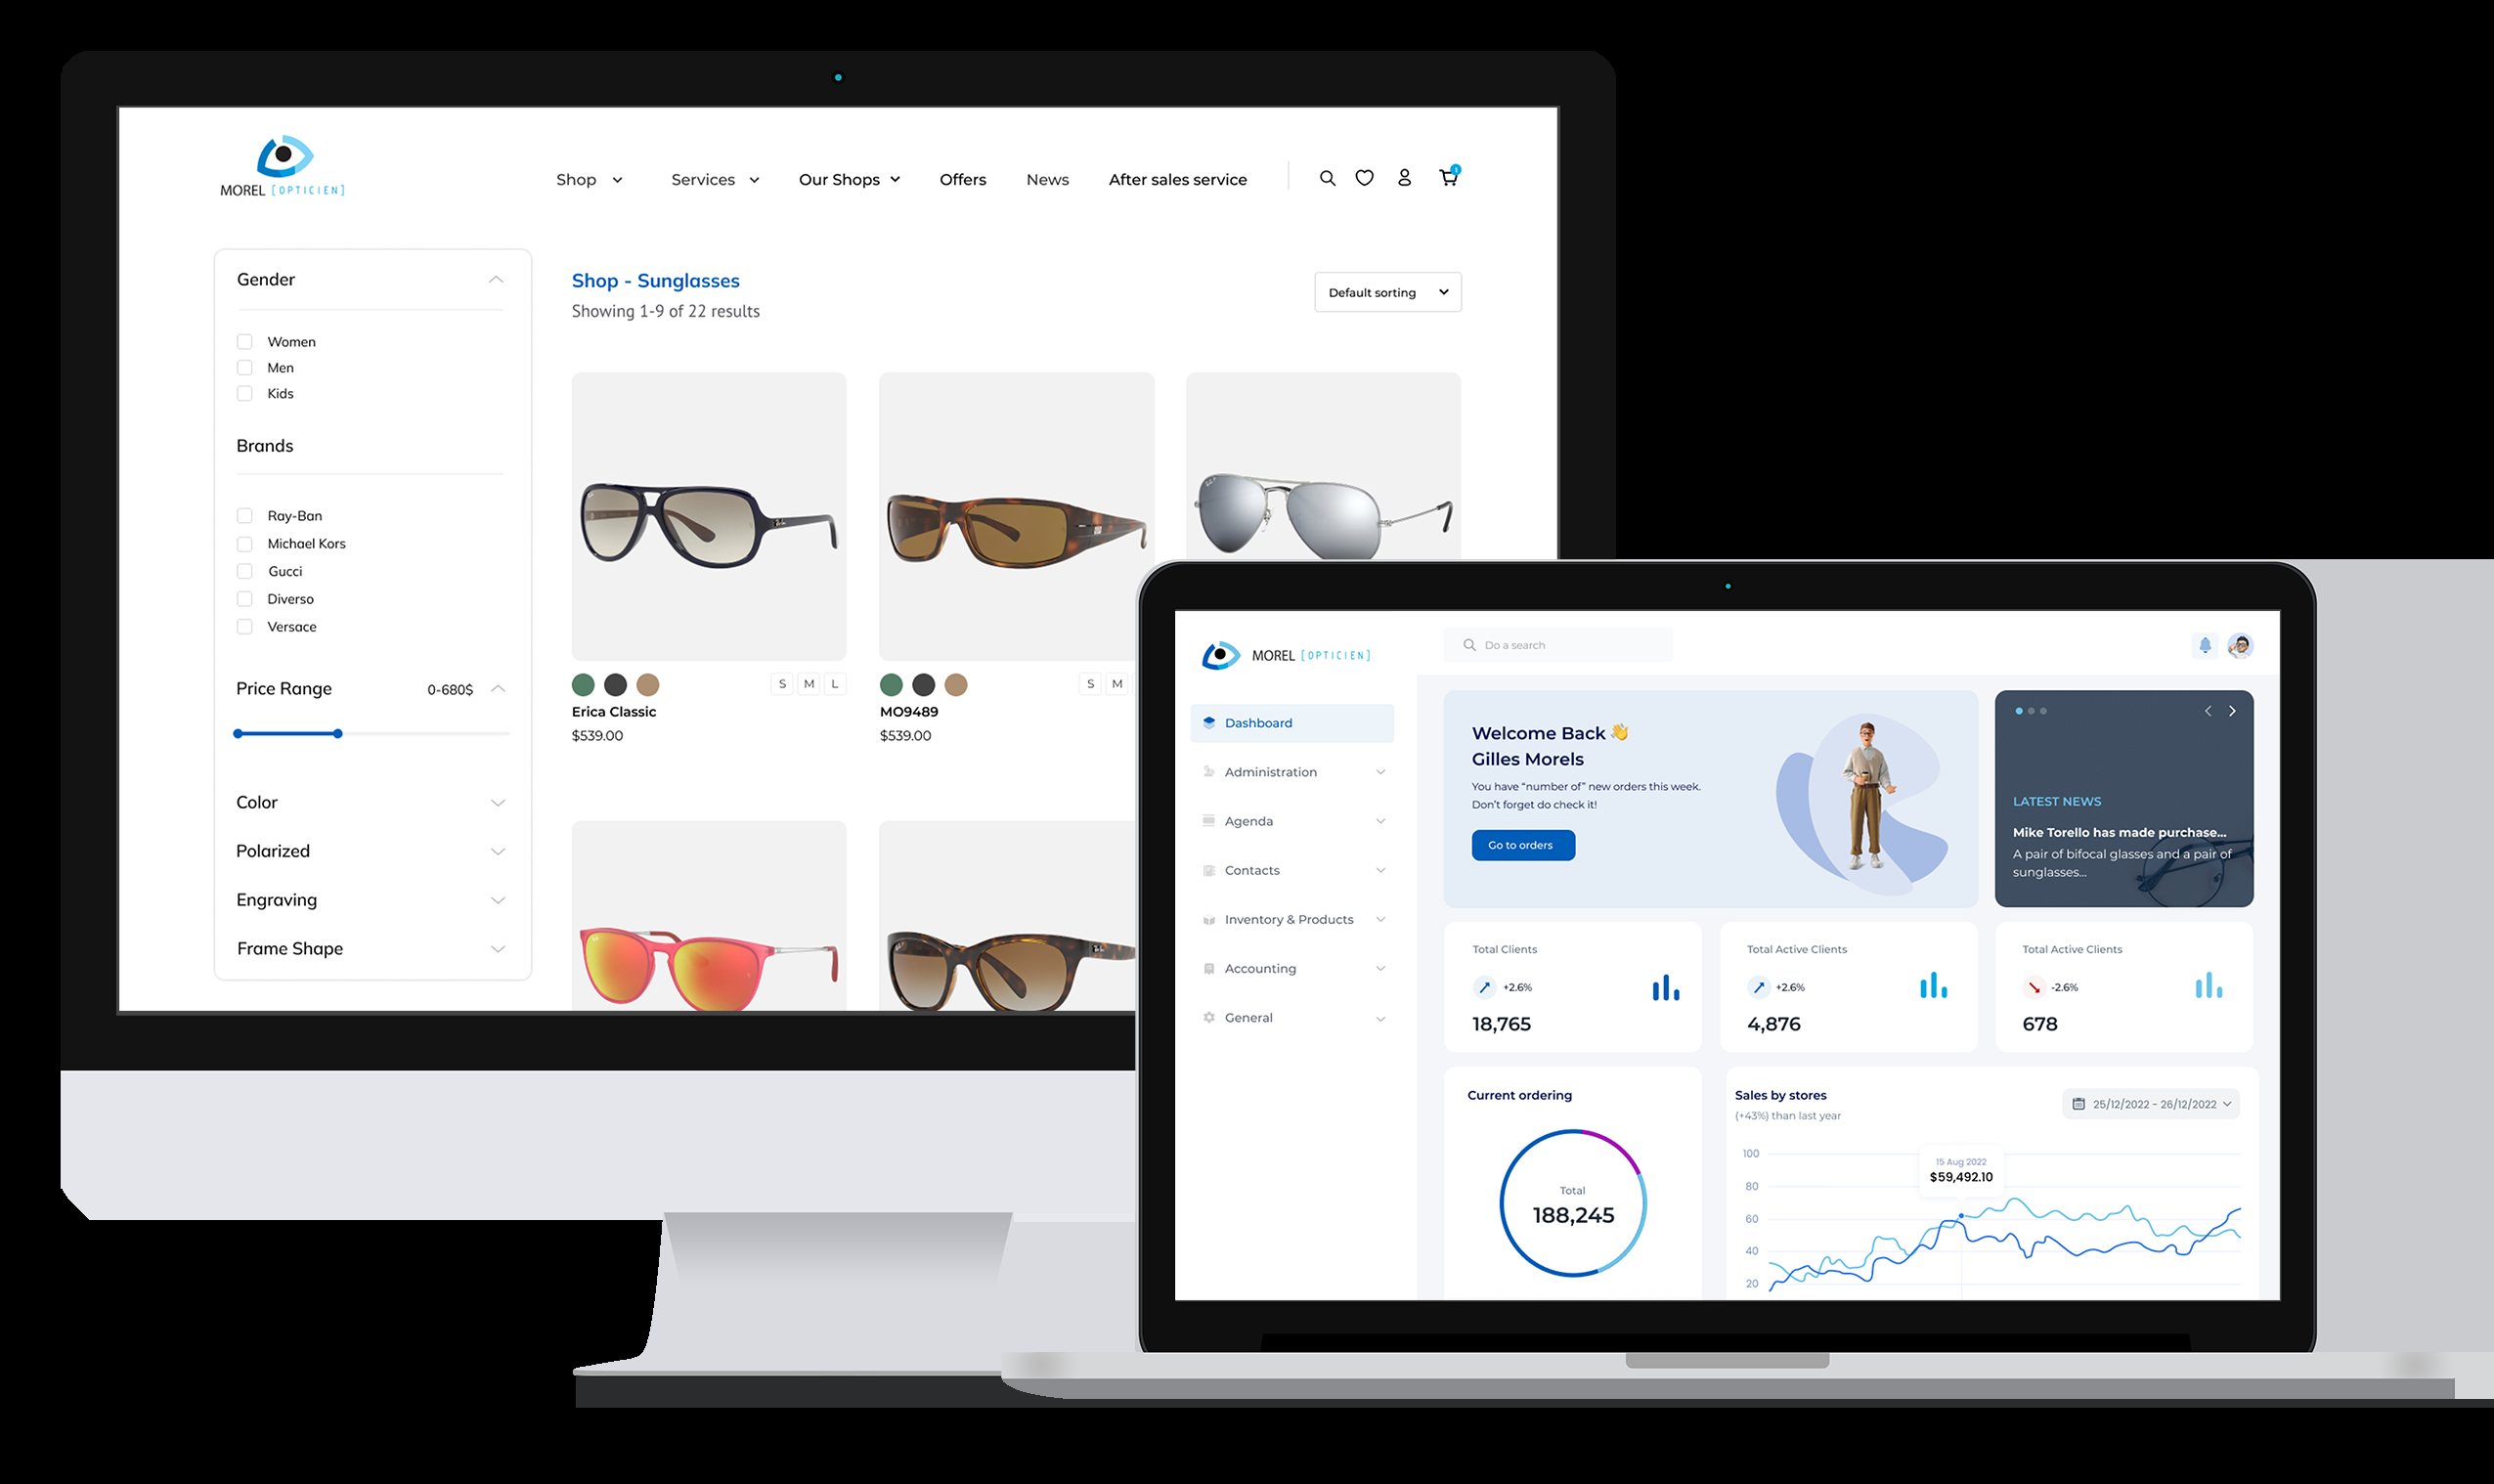 MOREL [OPTICIEN]
Shop Services Our Shops Offers News After sales service
1
Gender
Women
Men
Kids
Brands
Ray-Ban
Michael Kors
Gucci
Diverso
Versace
Price Range 0-680$
Color
Polarized
Engraving
Frame Shape
Shop - Sunglasses
Showing 1-9 of 22 results
Default sorting
S M L
Erica Classic
$539.00
S M
MO9489
$539.00
MOREL [OPTICIEN]
Do a search
Dashboard
Administration
Agenda
Contacts
Inventory & Products
Accounting
General
Welcome Back 👋
Gilles Morels
You have “number of” new orders this week.
Don’t forget do check it!
Go to orders
LATEST NEWS
Mike Torello has made purchase...
A pair of bifocal glasses and a pair of
sunglasses...
Total Clients
+2.6%
18,765
Total Active Clients
+2.6%
4,876
Total Active Clients
-2.6%
678
Current ordering
Total
188,245
Sales by stores
(+43%) than last year
25/12/2022 - 26/12/2022
100
80
60
40
20
15 Aug 2022
$59,492.10